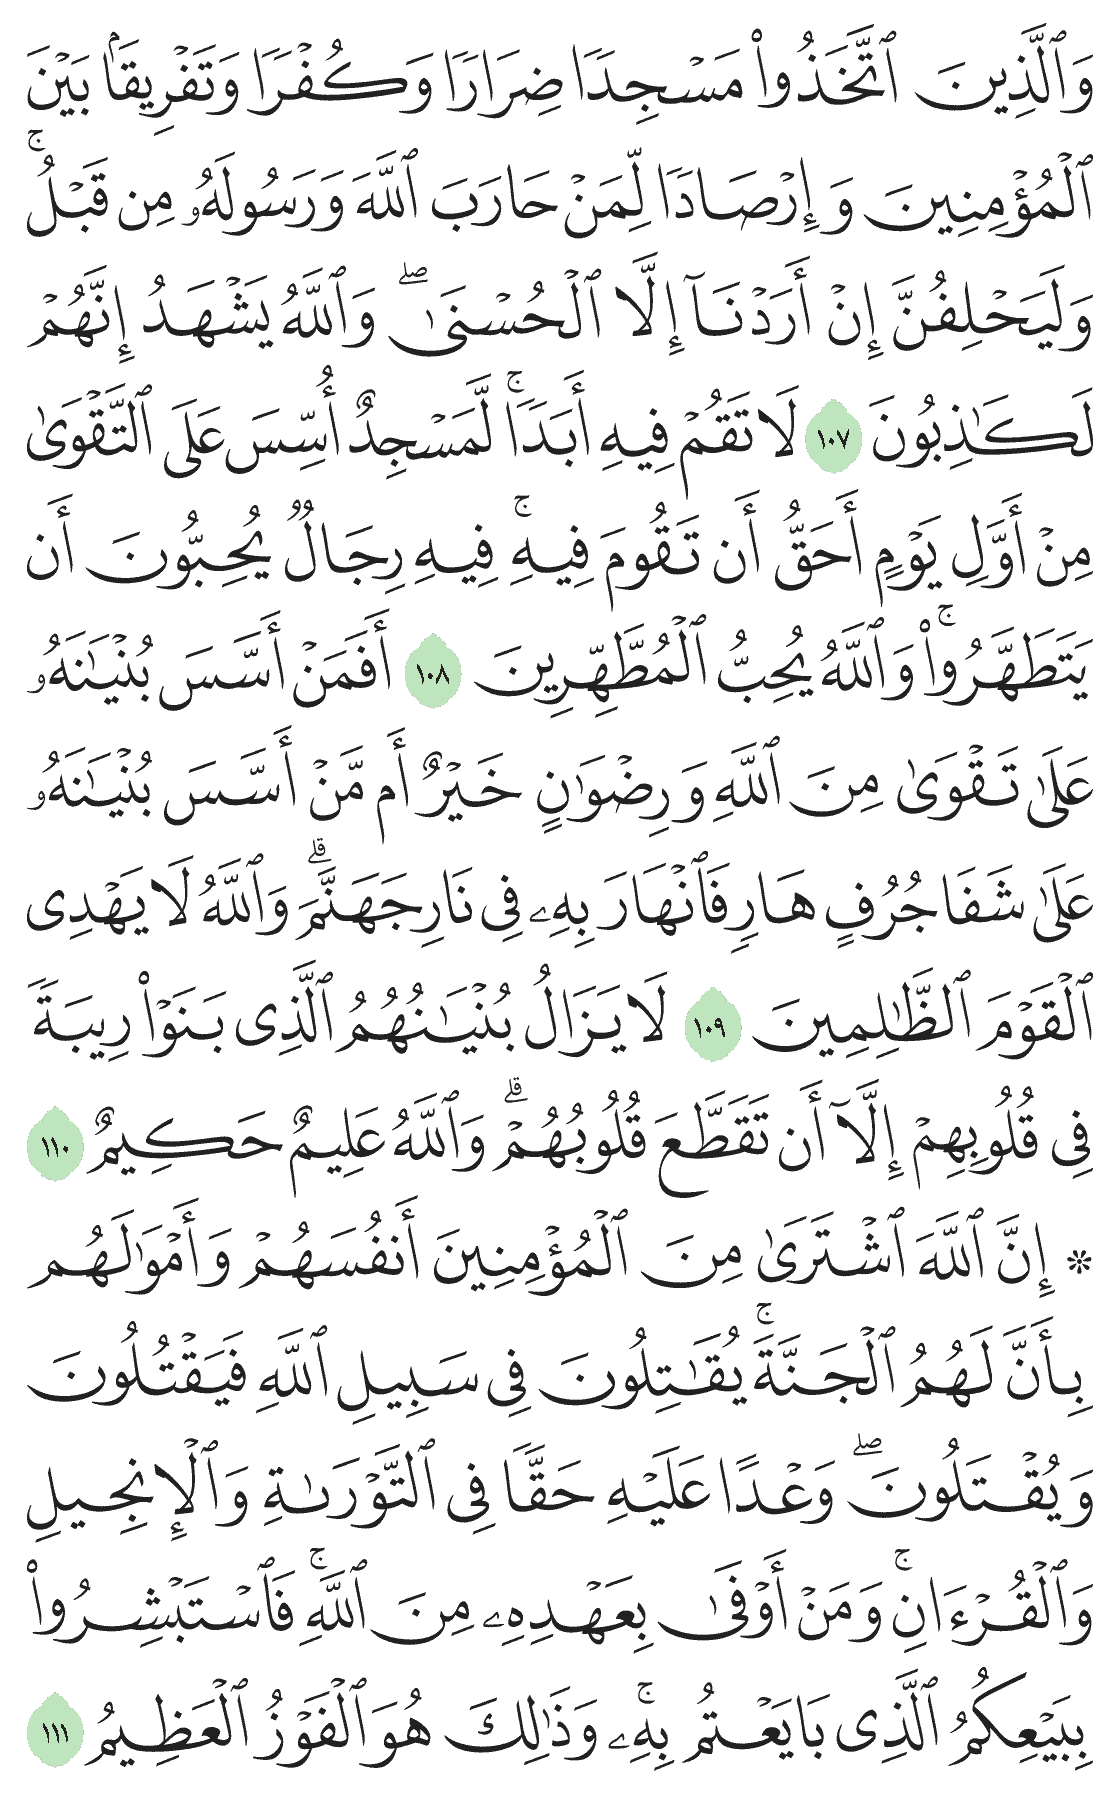 وَٱلَّذِينَ ٱتَّخَذُوا۟ مَسْجِدًا ضِرَارًا وَكُفْرًا وَتَفْرِيقًۢا بَيْنَ
ٱلْمُؤْمِنِينَ وَإِرْصَادًا لِّمَنْ حَارَبَ ٱللَّهَ وَرَسُولَهُۥ مِن قَبْلُ ۚ
وَلَيَحْلِفُنَّ إِنْ أَرَدْنَآ إِلَّا ٱلْحُسْنَىٰ ۖ وَٱللَّهُ يَشْهَدُ إِنَّهُمْ
لَكَـٰذِبُونَ ١٠٧ لَا تَقُمْ فِيهِ أَبَدًا ۚ لَّمَسْجِدٌ أُسِّسَ عَلَى ٱلتَّقْوَىٰ
مِنْ أَوَّلِ يَوْمٍ أَحَقُّ أَن تَقُومَ فِيهِ ۚ فِيهِ رِجَالٌ يُحِبُّونَ أَن
يَتَطَهَّرُوا۟ ۚ وَٱللَّهُ يُحِبُّ ٱلْمُطَّهِّرِينَ ١٠٨ أَفَمَنْ أَسَّسَ بُنْيَـٰنَهُۥ
عَلَىٰ تَقْوَىٰ مِنَ ٱللَّهِ وَرِضْوَٰنٍ خَيْرٌ أَم مَّنْ أَسَّسَ بُنْيَـٰنَهُۥ
عَلَىٰ شَفَا جُرُفٍ هَارٍ فَٱنْهَارَ بِهِۦ فِى نَارِ جَهَنَّمَ ۗ وَٱللَّهُ لَا يَهْدِى
ٱلْقَوْمَ ٱلظَّـٰلِمِينَ ١٠٩ لَا يَزَالُ بُنْيَـٰنُهُمُ ٱلَّذِى بَنَوْا۟ رِيبَةً
فِى قُلُوبِهِمْ إِلَّآ أَن تَقَطَّعَ قُلُوبُهُمْ ۗ وَٱللَّهُ عَلِيمٌ حَكِيمٌ ١١٠
* إِنَّ ٱللَّهَ ٱشْتَرَىٰ مِنَ ٱلْمُؤْمِنِينَ أَنفُسَهُمْ وَأَمْوَٰلَهُم
بِأَنَّ لَهُمُ ٱلْجَنَّةَ ۚ يُقَـٰتِلُونَ فِى سَبِيلِ ٱللَّهِ فَيَقْتُلُونَ
وَيُقْتَلُونَ ۖ وَعْدًا عَلَيْهِ حَقًّا فِى ٱلتَّوْرَىٰةِ وَٱلْإِنجِيلِ
وَٱلْقُرْءَانِ ۚ وَمَنْ أَوْفَىٰ بِعَهْدِهِۦ مِنَ ٱللَّهِ ۚ فَٱسْتَبْشِرُوا۟
بِبَيْعِكُمُ ٱلَّذِى بَايَعْتُم بِهِۦ ۚ وَذَٰلِكَ هُوَ ٱلْفَوْزُ ٱلْعَظِيمُ ١١١